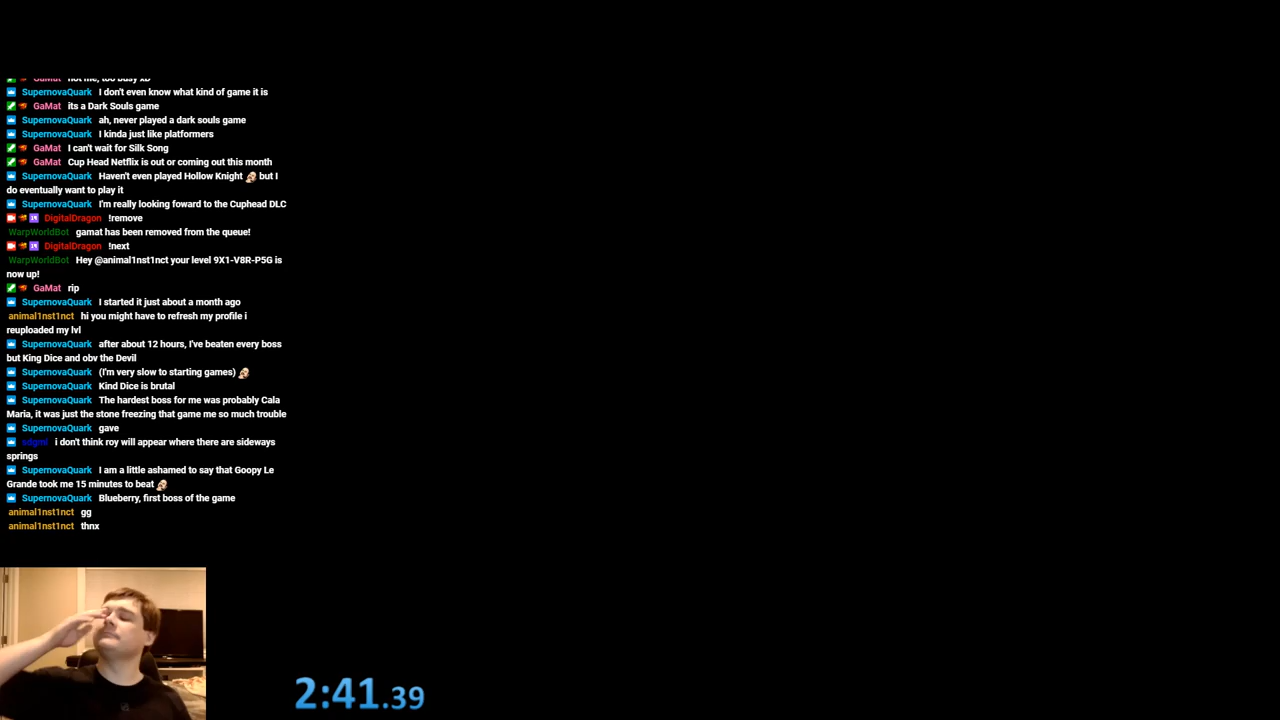 GaMat not me, too busy xD
SupernovaQuark I don't even know what kind of game it is
GaMat its a Dark Souls game
SupernovaQuark ah, never played a dark souls game
SupernovaQuark I kinda just like platformers
GaMat I can't wait for Silk Song
GaMat Cup Head Netflix is out or coming out this month
SupernovaQuark Haven't even played Hollow Knight but I
do eventually want to play it
SupernovaQuark I'm really looking foward to the Cuphead DLC
DigitalDragon !remove
WarpWorldBot gamat has been removed from the queue!
DigitalDragon !next
WarpWorldBot Hey @animal1nst1nct your level 9X1-V8R-P5G is
now up!
GaMat rip
SupernovaQuark I started it just about a month ago
animal1nst1nct hi you might have to refresh my profile i
reuploaded my lvl
SupernovaQuark after about 12 hours, I've beaten every boss
but King Dice and obv the Devil
SupernovaQuark (I'm very slow to starting games)
SupernovaQuark Kind Dice is brutal
SupernovaQuark The hardest boss for me was probably Cala
Maria, it was just the stone freezing that game me so much trouble
SupernovaQuark gave
i don't think roy will appear where there are sideways
springs
SupernovaQuark I am a little ashamed to say that Goopy Le
Grande took me 15 minutes to beat
SupernovaQuark Blueberry, first boss of the game
animal1nst1nct gg
animal1nst1nct thnx
2:41.39